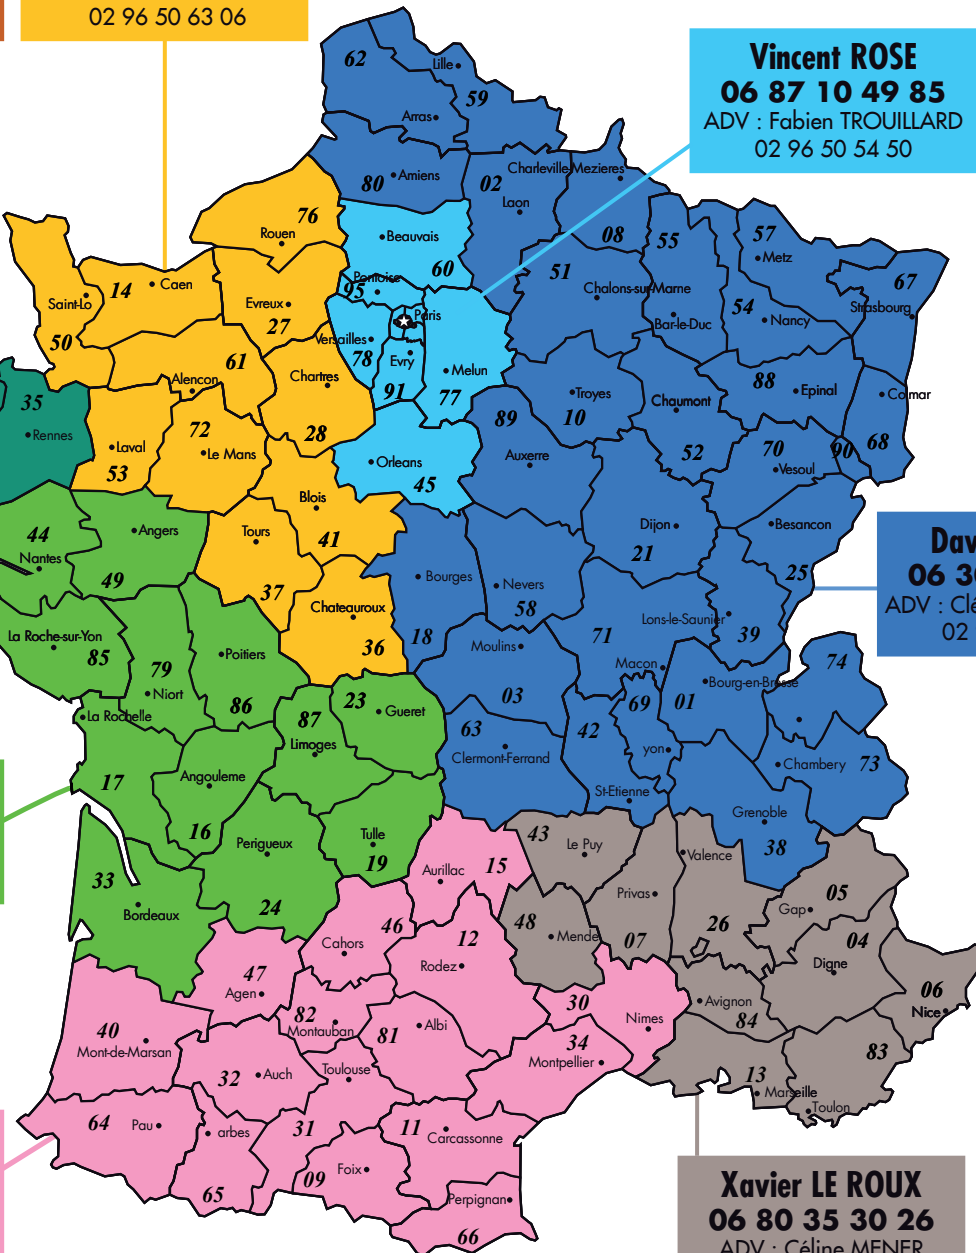 02 96 50 63 06
Vincent ROSE
06 87 10 49 85
ADV : Fabien TROUILLARD
02 96 50 54 50
62
Lille
59
Arras
80
Amiens
02
Laon
Charleville-Mezieres
08
76
Rouen
Beauvais
60
Pontoise
95
Paris
Versailles
78
Evry
91
Melun
77
51
Chalons-sur-Marne
55
Bar-le-Duc
57
Metz
54
Nancy
67
Strasbourg
Saint-Lo
50
14
Caen
Evreux
27
61
Alencon
Chartres
28
10
Troyes
Chaumont
52
88
Epinal
Colmar
68
35
Rennes
Laval
53
72
Le Mans
Orleans
45
89
Auxerre
70
Vesoul
90
44
Nantes
Angers
49
Tours
37
Blois
41
Dijon
21
Besancon
25
Dav
06 3
ADV : Clé
02
Chateauroux
36
Bourges
18
Nevers
58
71
Macon
Lons-le-Saunier
39
La Roche-sur-Yon
85
79
Niort
Poitiers
86
23
Gueret
87
Limoges
Moulins
03
63
Clermont-Ferrand
42
St-Etienne
69
yon
01
Bourg-en-Bresse
74
Chambery
73
La Rochelle
17
Angouleme
16
Tulle
19
Perigueux
24
Grenoble
38
33
Bordeaux
Aurillac
15
43
Le Puy
Privas
07
Valence
26
Gap
05
48
Mende
04
Digne
06
Nice
46
Cahors
12
Rodez
47
Agen
82
Montauban
81
Albi
30
Nimes
34
Montpellier
Avignon
84
83
40
Mont-de-Marsan
32
Auch
Toulouse
31
13
Marseille
Toulon
64
Pau
arbes
65
09
Foix
11
Carcassonne
Perpignan
66
Xavier LE ROUX
06 80 35 30 26
ADV : Céline MENER